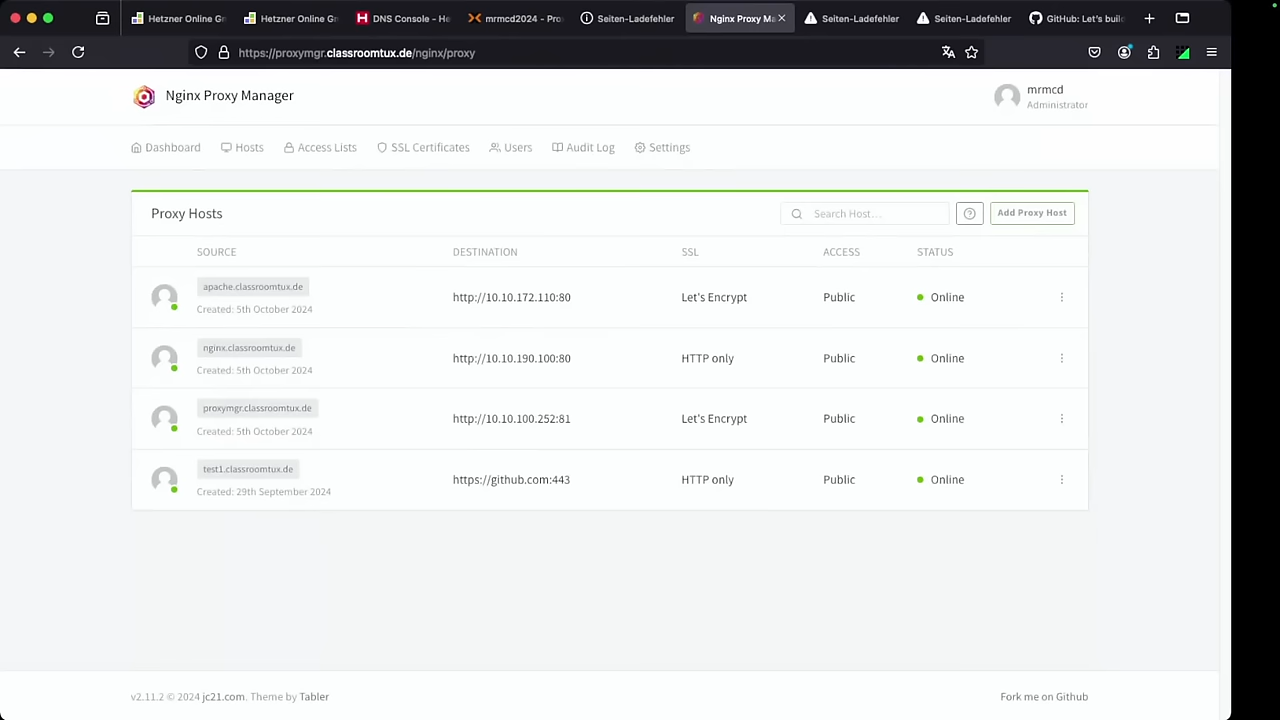 Hetzner Online Gr
Hetzner Online Gr
DNS Console - He
mrmcd2024 - Pro
Seiten-Ladefehler
Nginx Proxy Ma
Seiten-Ladefehler
Seiten-Ladefehler
GitHub: Let's buil
https://proxymgr.classroomtux.de/nginx/proxy
Nginx Proxy Manager
mrmcd
Administrator
Dashboard Hosts Access Lists SSL Certificates Users Audit Log Settings
Proxy Hosts Search Host… Add Proxy Host
SOURCE DESTINATION SSL ACCESS STATUS
apache.classroomtux.de
Created: 5th October 2024
http://10.10.172.110:80 Let's Encrypt Public Online
nginx.classroomtux.de
Created: 5th October 2024
http://10.10.190.100:80 HTTP only Public Online
proxymgr.classroomtux.de
Created: 5th October 2024
http://10.10.100.252:81 Let's Encrypt Public Online
test1.classroomtux.de
Created: 29th September 2024
https://github.com:443 HTTP only Public Online
v2.11.2 © 2024 jc21.com. Theme by Tabler Fork me on Github